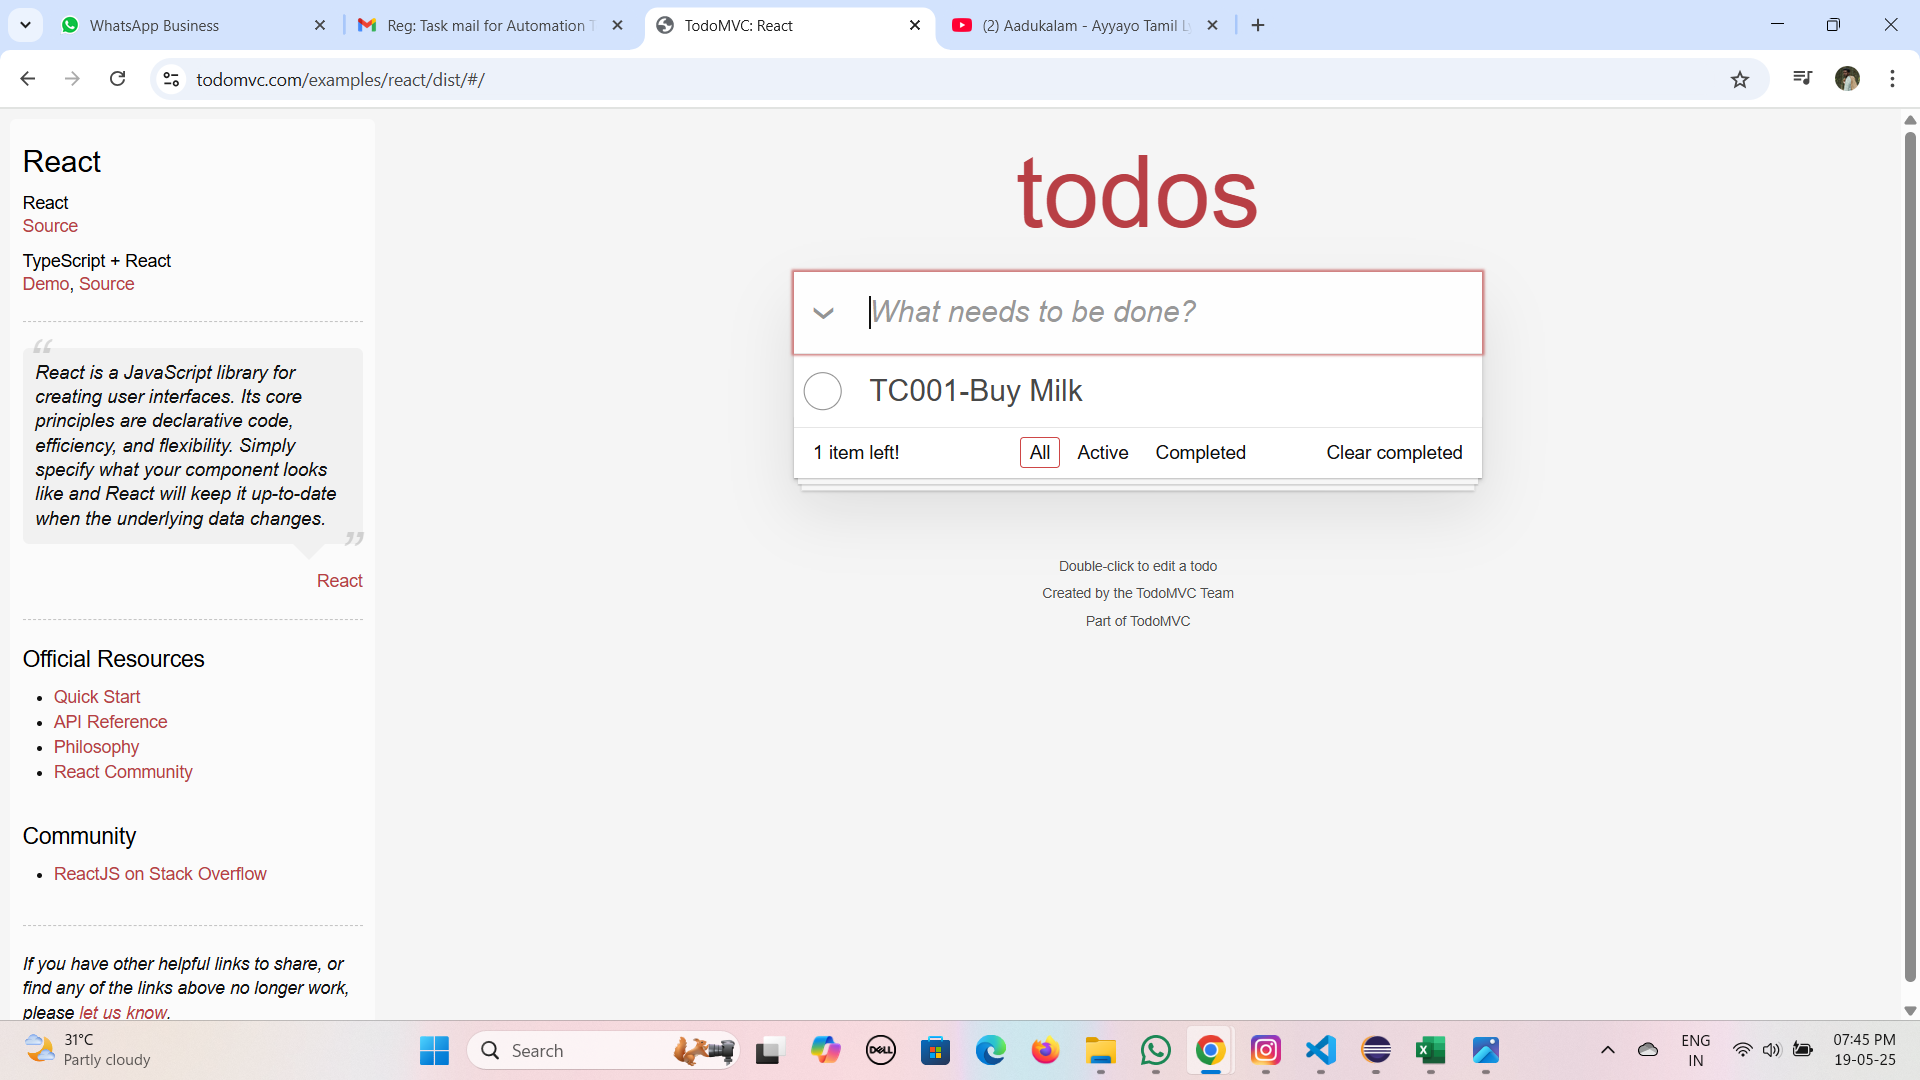 WhatsApp Business
Reg: Task mail for Automation T
TodoMVC: React
(2) Aadukalam - Ayyayo Tamil Ly
todomvc.com/examples/react/dist/#/
React
React
Source
TypeScript + React
Demo, Source
“
React is a JavaScript library for
creating user interfaces. Its core
principles are declarative code,
efficiency, and flexibility. Simply
specify what your component looks
like and React will keep it up-to-date
when the underlying data changes.
”
React
Official Resources
• Quick Start
• API Reference
• Philosophy
• React Community
Community
• ReactJS on Stack Overflow
If you have other helpful links to share, or
find any of the links above no longer work,
please let us know.
todos
What needs to be done?
TC001-Buy Milk
1 item left!
All
Active
Completed
Clear completed
Double-click to edit a todo
Created by the TodoMVC Team
Part of TodoMVC
31°C
Partly cloudy
Search
DELL
ENG
IN
07:45 PM
19-05-25